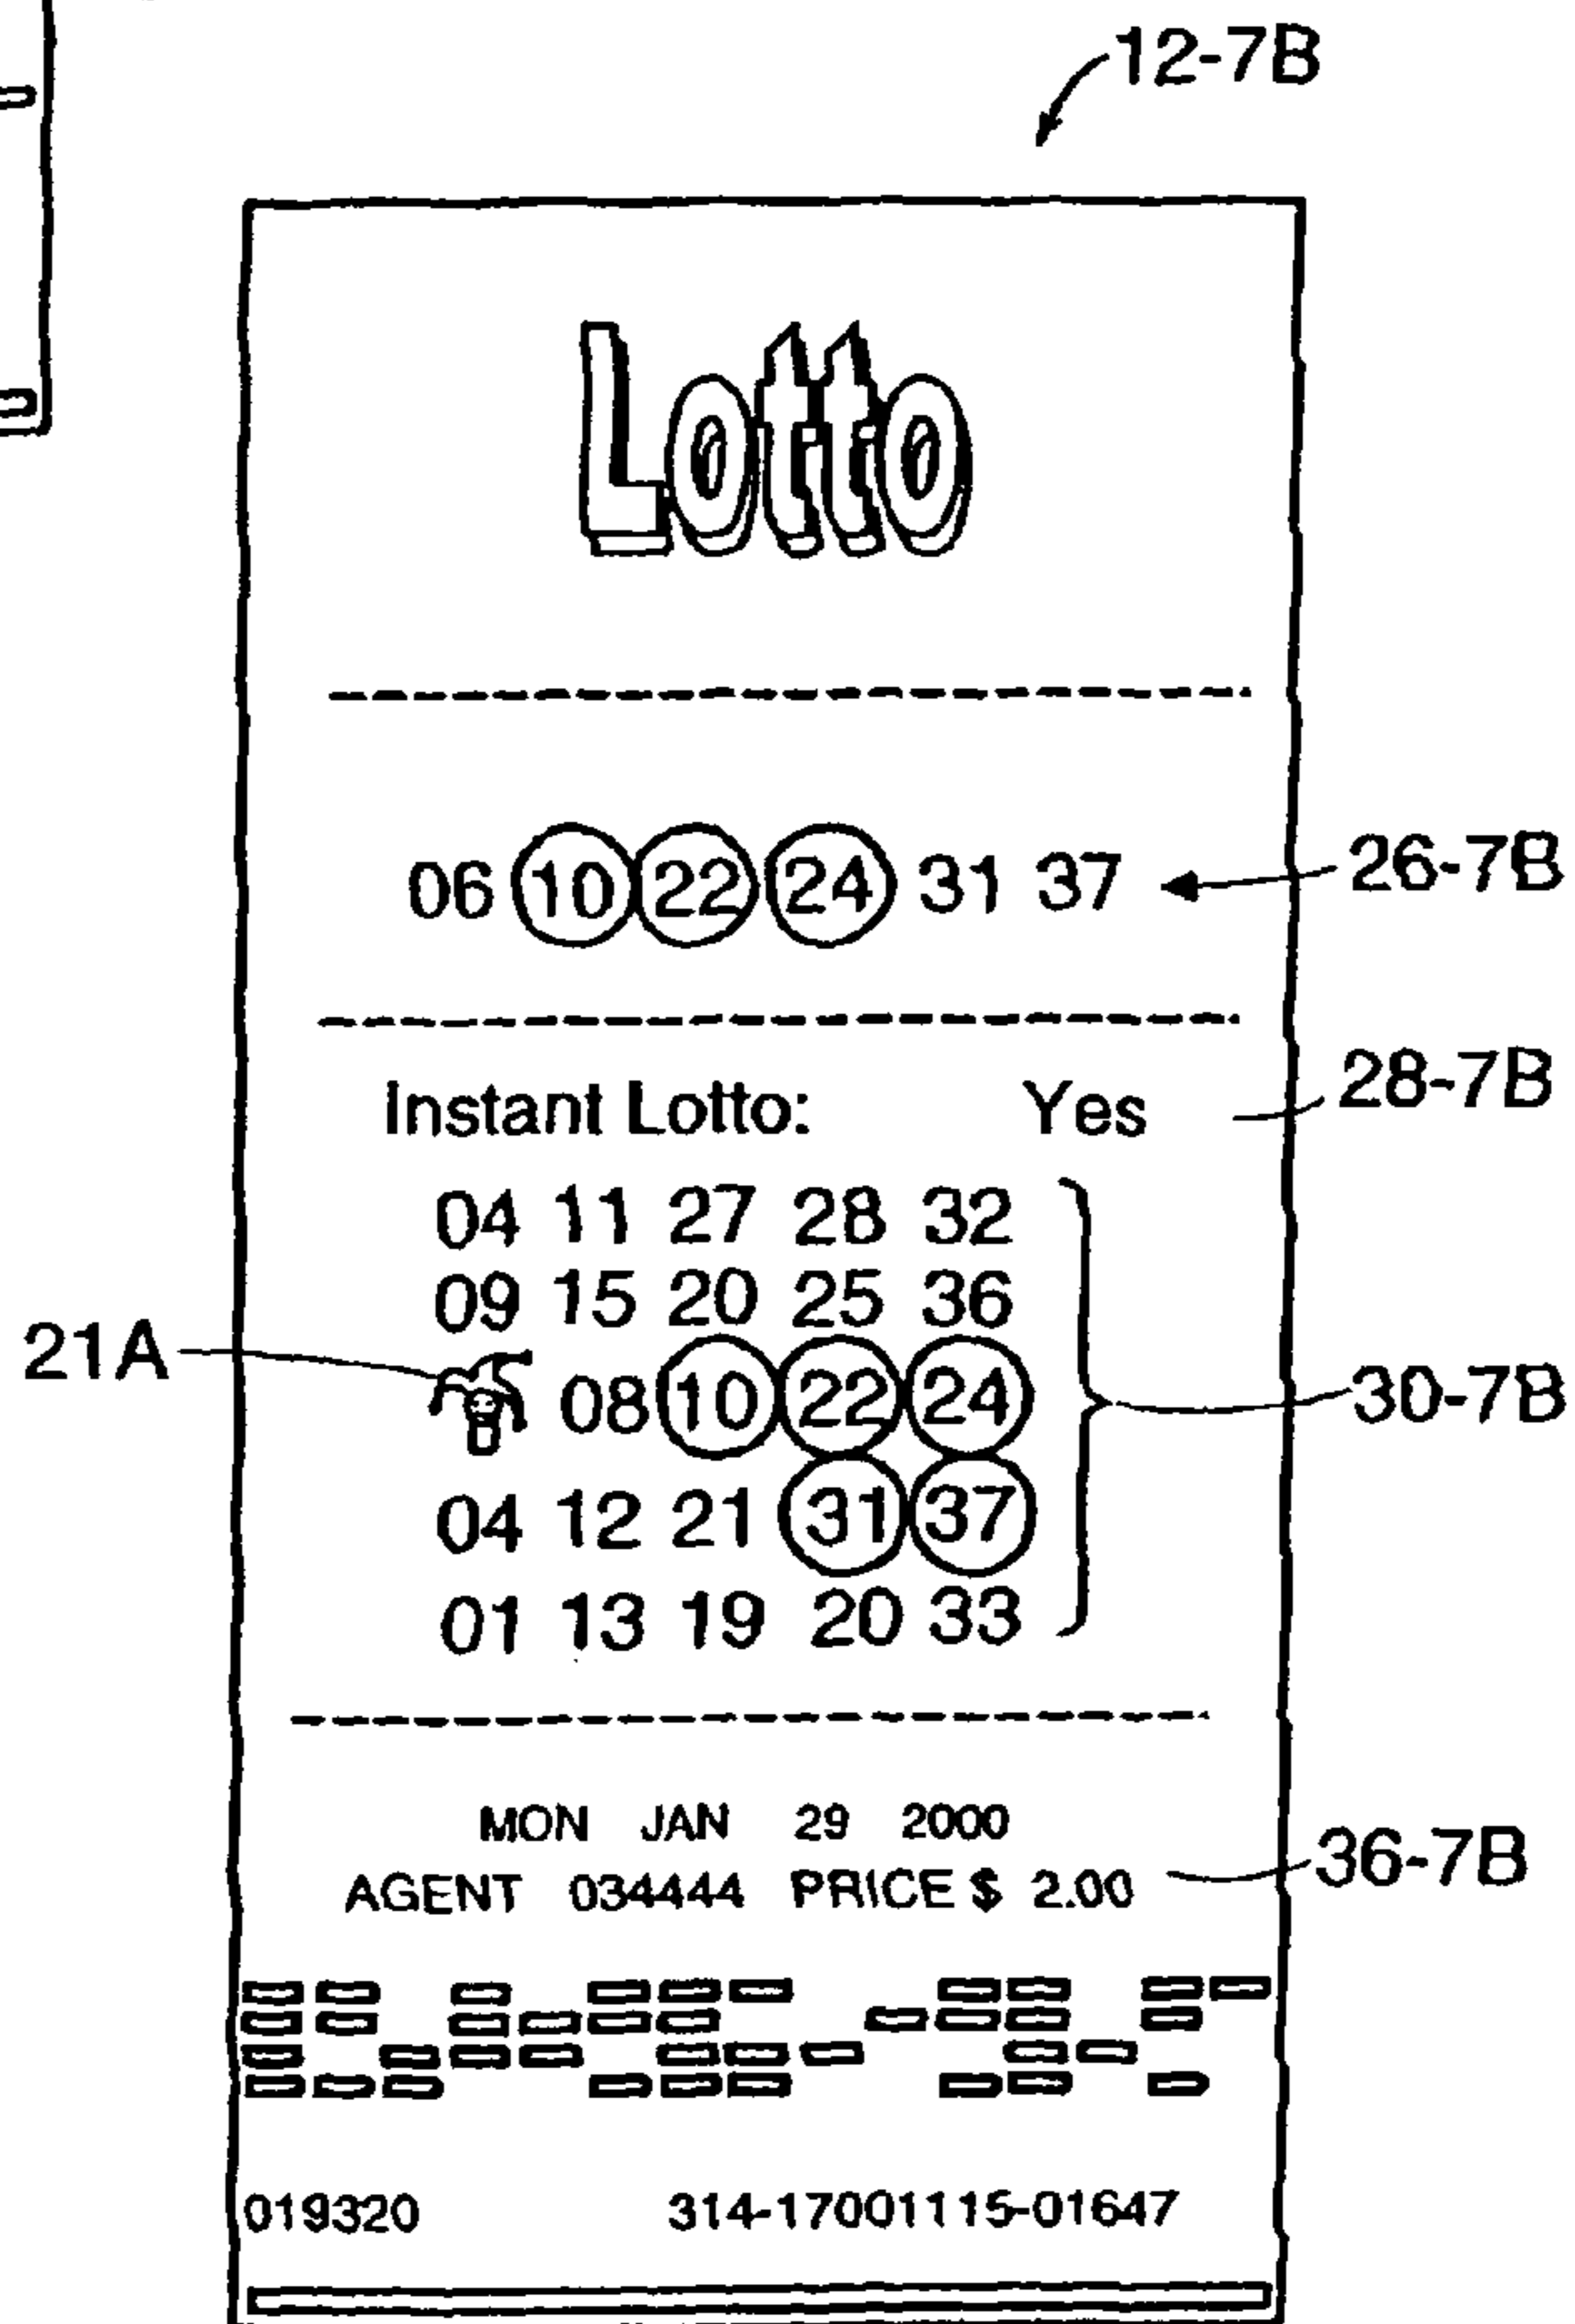 12-7B
Lotto
06 10 22 24 31 37 26-7B
Instant Lotto: Yes 28-7B
04 11 27 28 32
09 15 20 25 36
21A 08 10 22 24 30-7B
04 12 21 31 37
01 13 19 20 33
MON JAN 29 2000
AGENT 034444 PRICE $ 2.00 36-7B
019320 314-17001115-01647